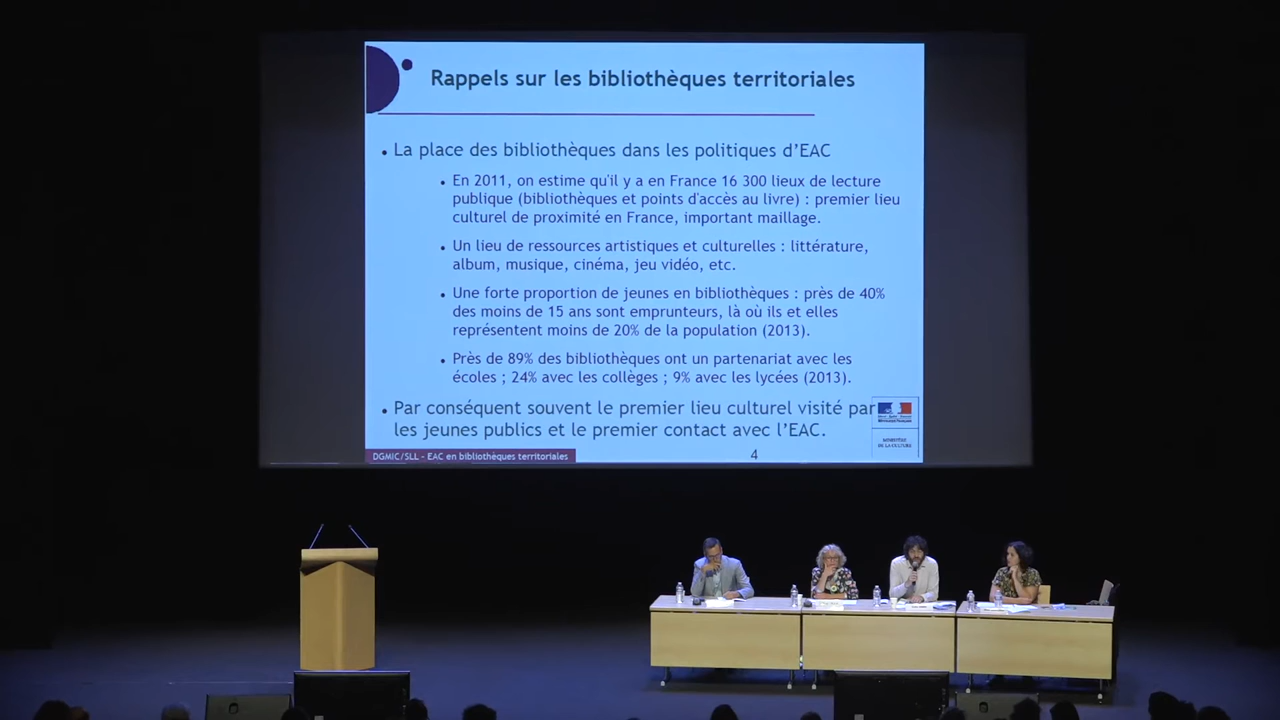 Rappels sur les bibliothèques territoriales
• La place des bibliothèques dans les politiques d’EAC
• En 2011, on estime qu'il y a en France 16 300 lieux de lecture
publique (bibliothèques et points d'accès au livre) : premier lieu
culturel de proximité en France, important maillage.
• Un lieu de ressources artistiques et culturelles : littérature,
album, musique, cinéma, jeu vidéo, etc.
• Une forte proportion de jeunes en bibliothèques : près de 40%
des moins de 15 ans sont emprunteurs, là où ils et elles
représentent moins de 20% de la population (2013).
• Près de 89% des bibliothèques ont un partenariat avec les
écoles ; 24% avec les collèges ; 9% avec les lycées (2013).
• Par conséquent souvent le premier lieu culturel visité par
les jeunes publics et le premier contact avec l’EAC.
MINISTÈRE
DE LA CULTURE
DGMIC/SLL - EAC en bibliothèques territoriales
4